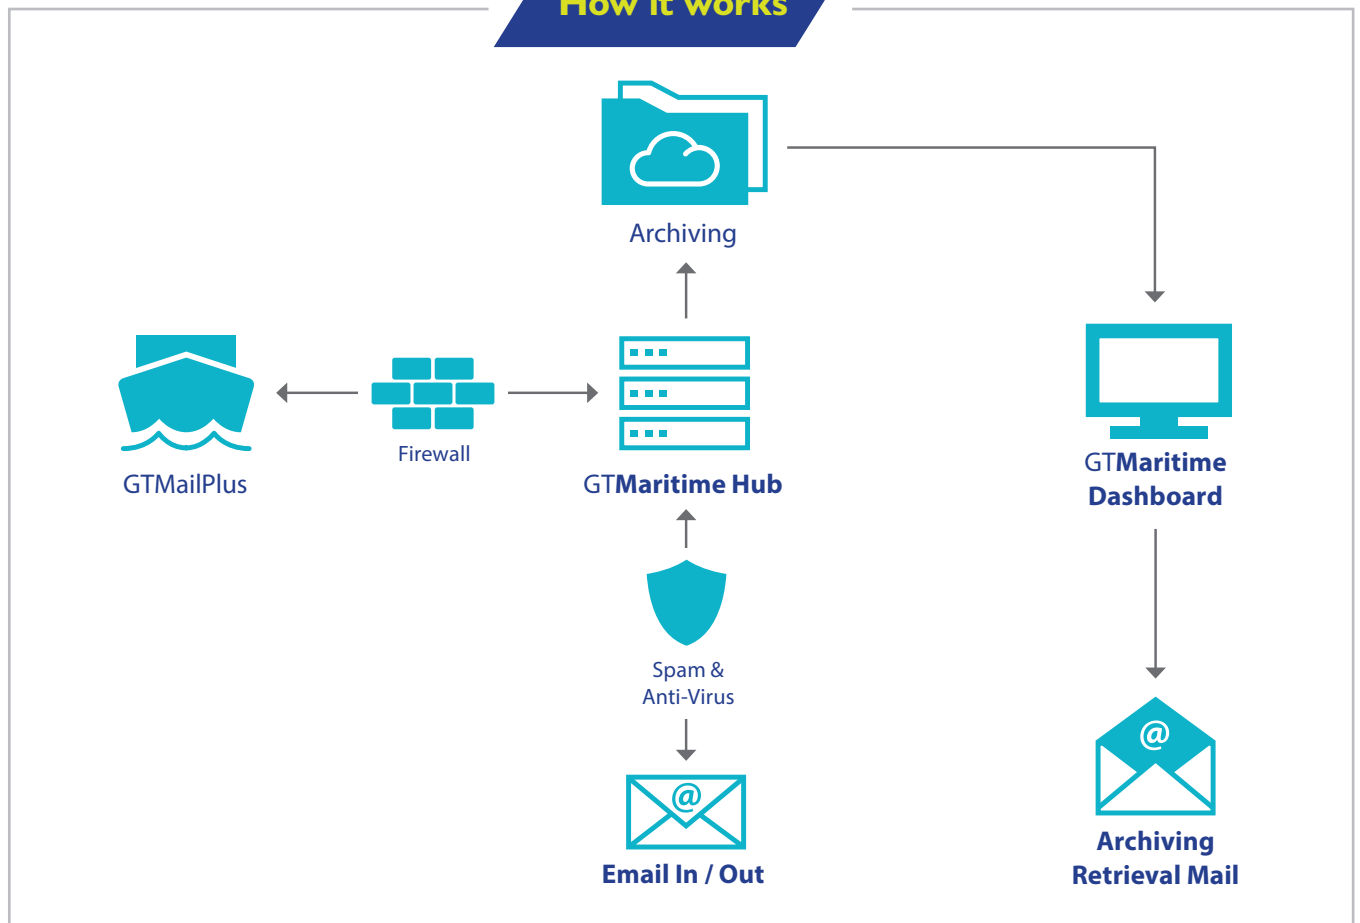 How it works
Archiving
Firewall
GTMailPlus
GTMaritime Hub
GTMaritime
Dashboard
Spam &
Anti-Virus
@
Email In / Out
@
Archiving
Retrieval Mail